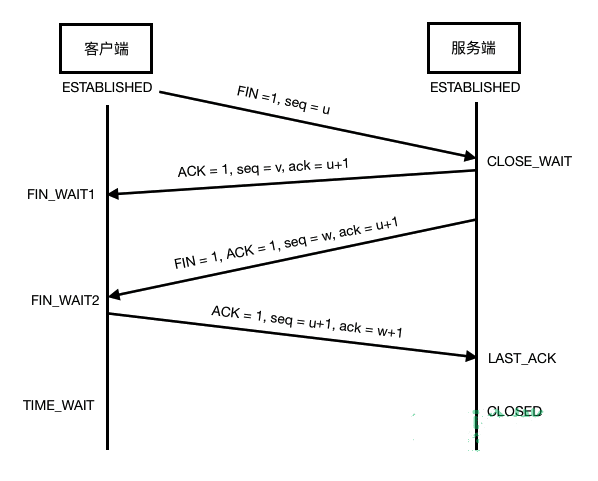 客户端
服务端
ESTABLISHED
ESTABLISHED
FIN =1, seq = u
CLOSE_WAIT
ACK = 1, seq = v, ack = u+1
FIN_WAIT1
FIN = 1, ACK = 1, seq = w, ack = u+1
FIN_WAIT2
ACK = 1, seq = u+1, ack = w+1
LAST_ACK
TIME_WAIT
CLOSED